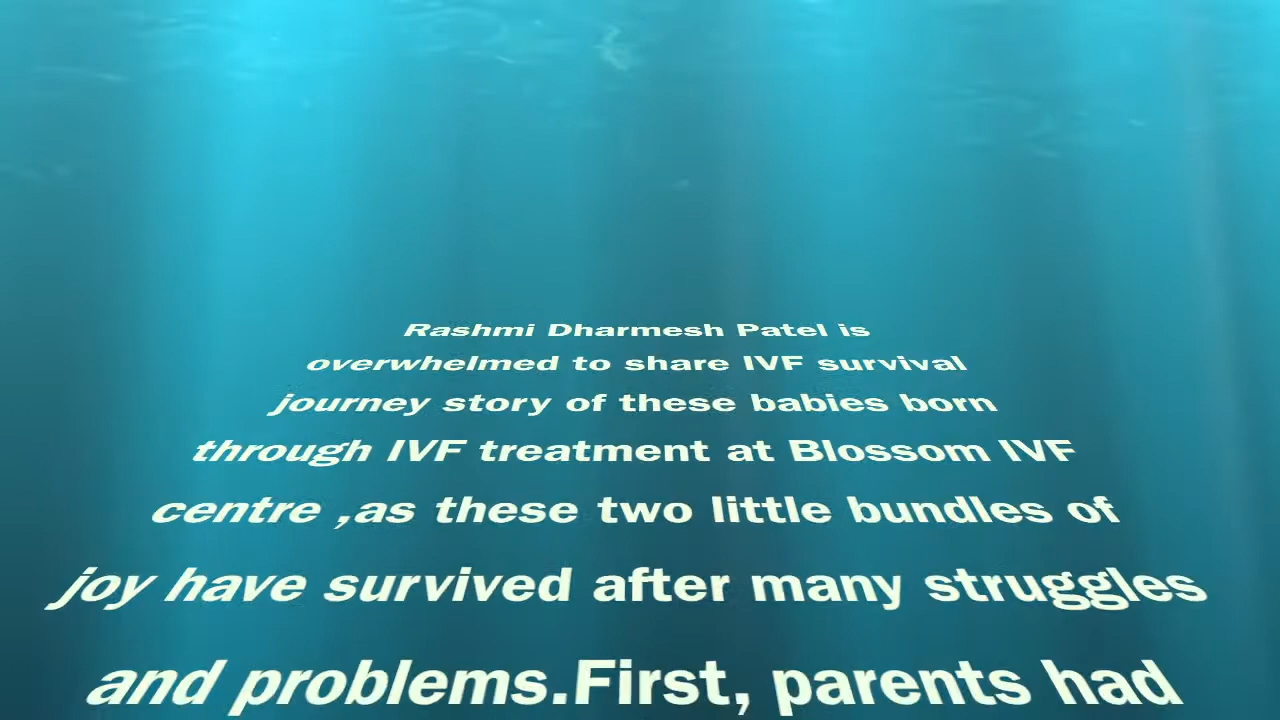 Rashmi Dharmesh Patel is
overwhelmed to share IVF survival
journey story of these babies born
through IVF treatment at Blossom IVF
centre ,as these two little bundles of
joy have survived after many struggles
and problems.First, parents had